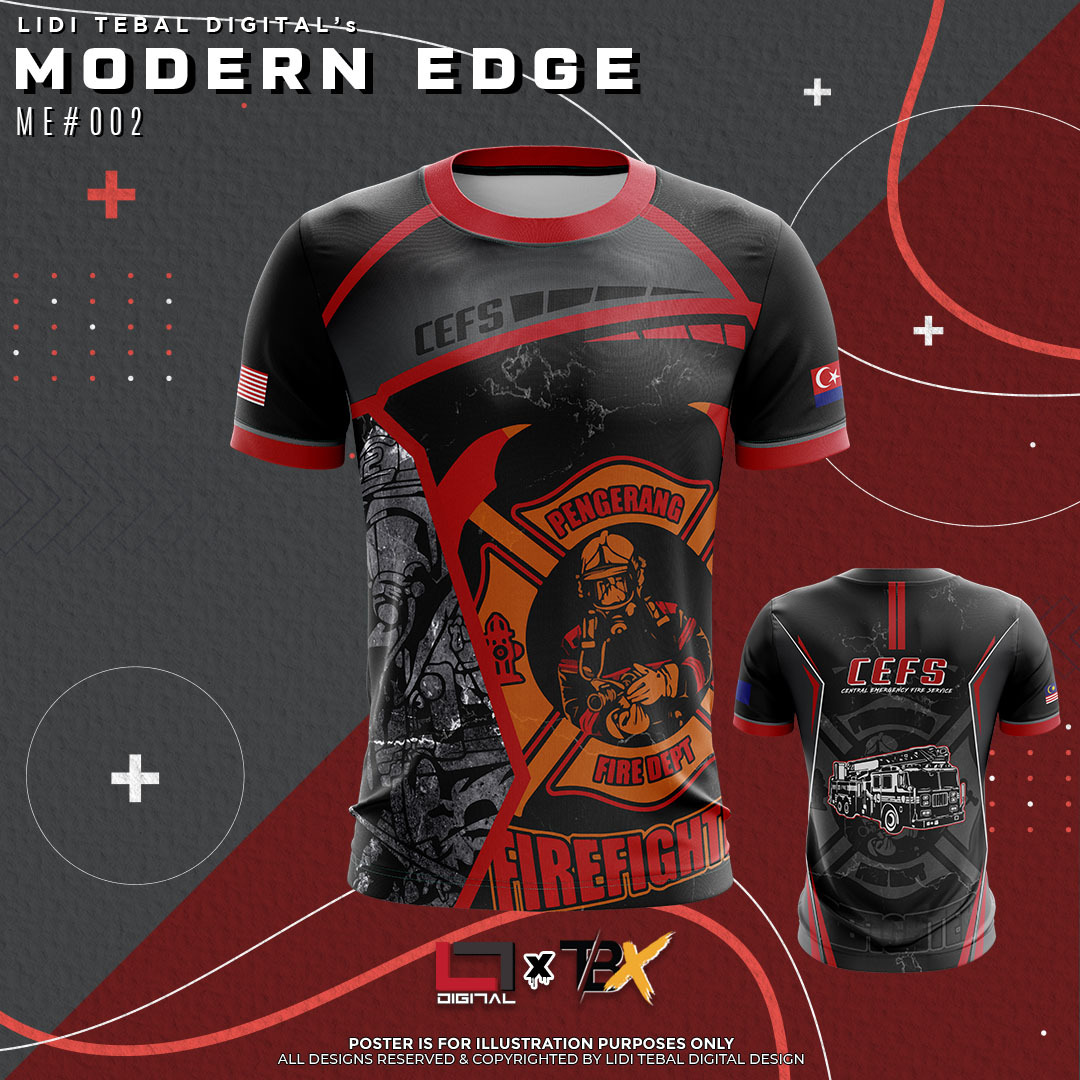 LIDI TEBAL DIGITAL's
MODERN EDGE
ME#002
CEFS
PENGERANG
FIRE DEPT
FIREFIGHT
CEFS
CENTRAL EMERGENCY FIRE SERVICE
DIGITAL
X
TBX
POSTER IS FOR ILLUSTRATION PURPOSES ONLY
ALL DESIGNS RESERVED & COPYRIGHTED BY LIDI TEBAL DIGITAL DESIGN